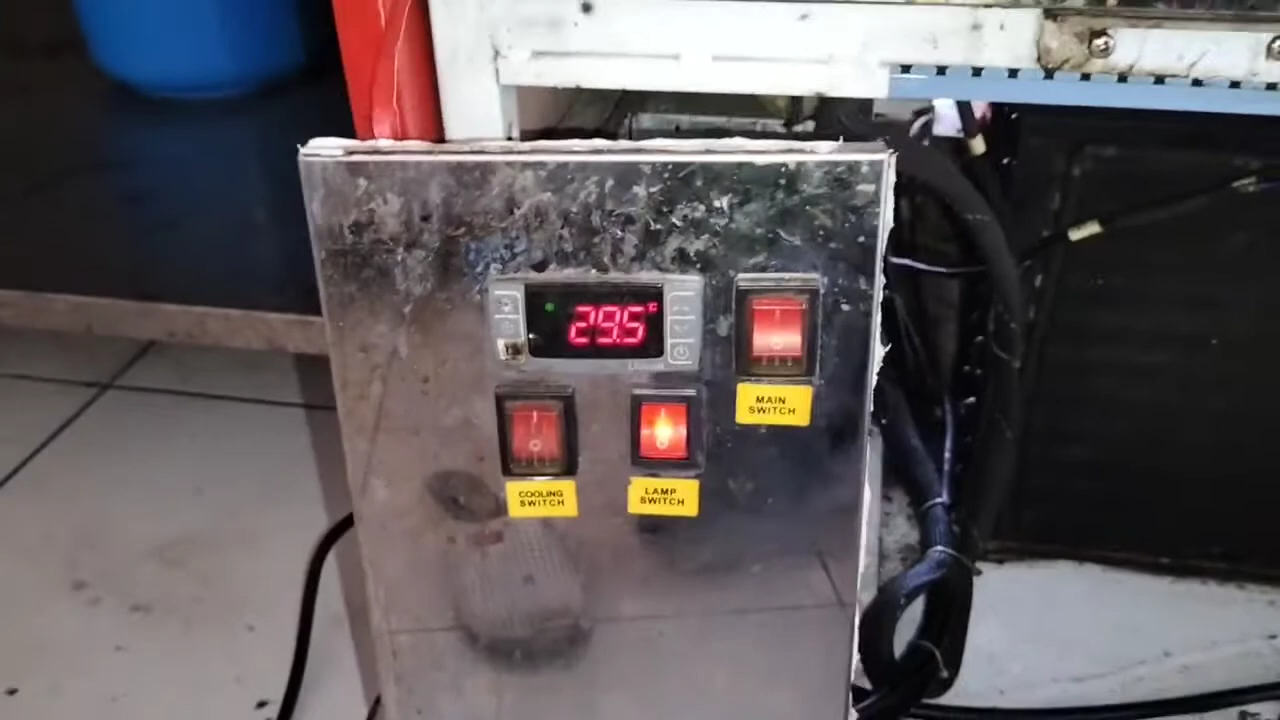 29.5°C
MAIN
SWITCH
COOLING
SWITCH
LAMP
SWITCH